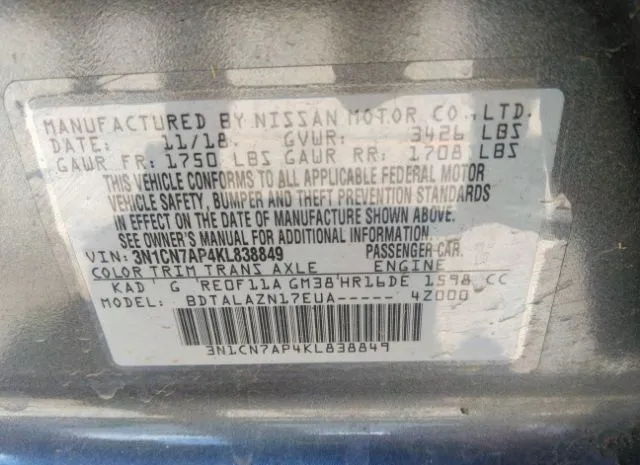 MANUFACTURED BY NISSAN MOTOR CO., LTD.
DATE: 11/18 GVWR: 3426 LBS
GAWR FR: 1750 LBS GAWR RR: 1708 LBS
THIS VEHICLE CONFORMS TO ALL APPLICABLE FEDERAL MOTOR
VEHICLE SAFETY, BUMPER AND THEFT PREVENTION STANDARDS
IN EFFECT ON THE DATE OF MANUFACTURE SHOWN ABOVE.
SEE OWNER'S MANUAL FOR ADDITIONAL INFORMATION
VIN: 3N1CN7AP4KL838849 PASSENGER CAR
COLOR TRIM TRANS AXLE ENGINE
KAD G RE0F11A GM38 HR16DE 1598 CC
MODEL: BDTALAZN17EUA----- 4Z000
3N1CN7AP4KL838849